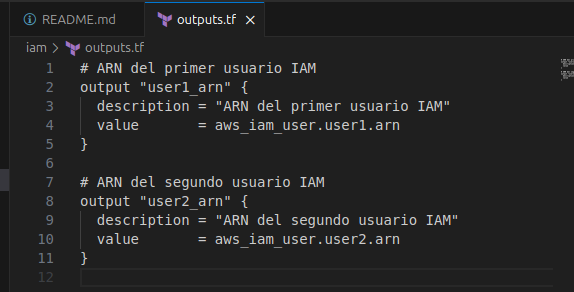 README.md outputs.tf
iam > outputs.tf
1 # ARN del primer usuario IAM
2 output "user1_arn" {
3   description = "ARN del primer usuario IAM"
4   value       = aws_iam_user.user1.arn
5 }
6
7 # ARN del segundo usuario IAM
8 output "user2_arn" {
9   description = "ARN del segundo usuario IAM"
10   value       = aws_iam_user.user2.arn
11 }
12